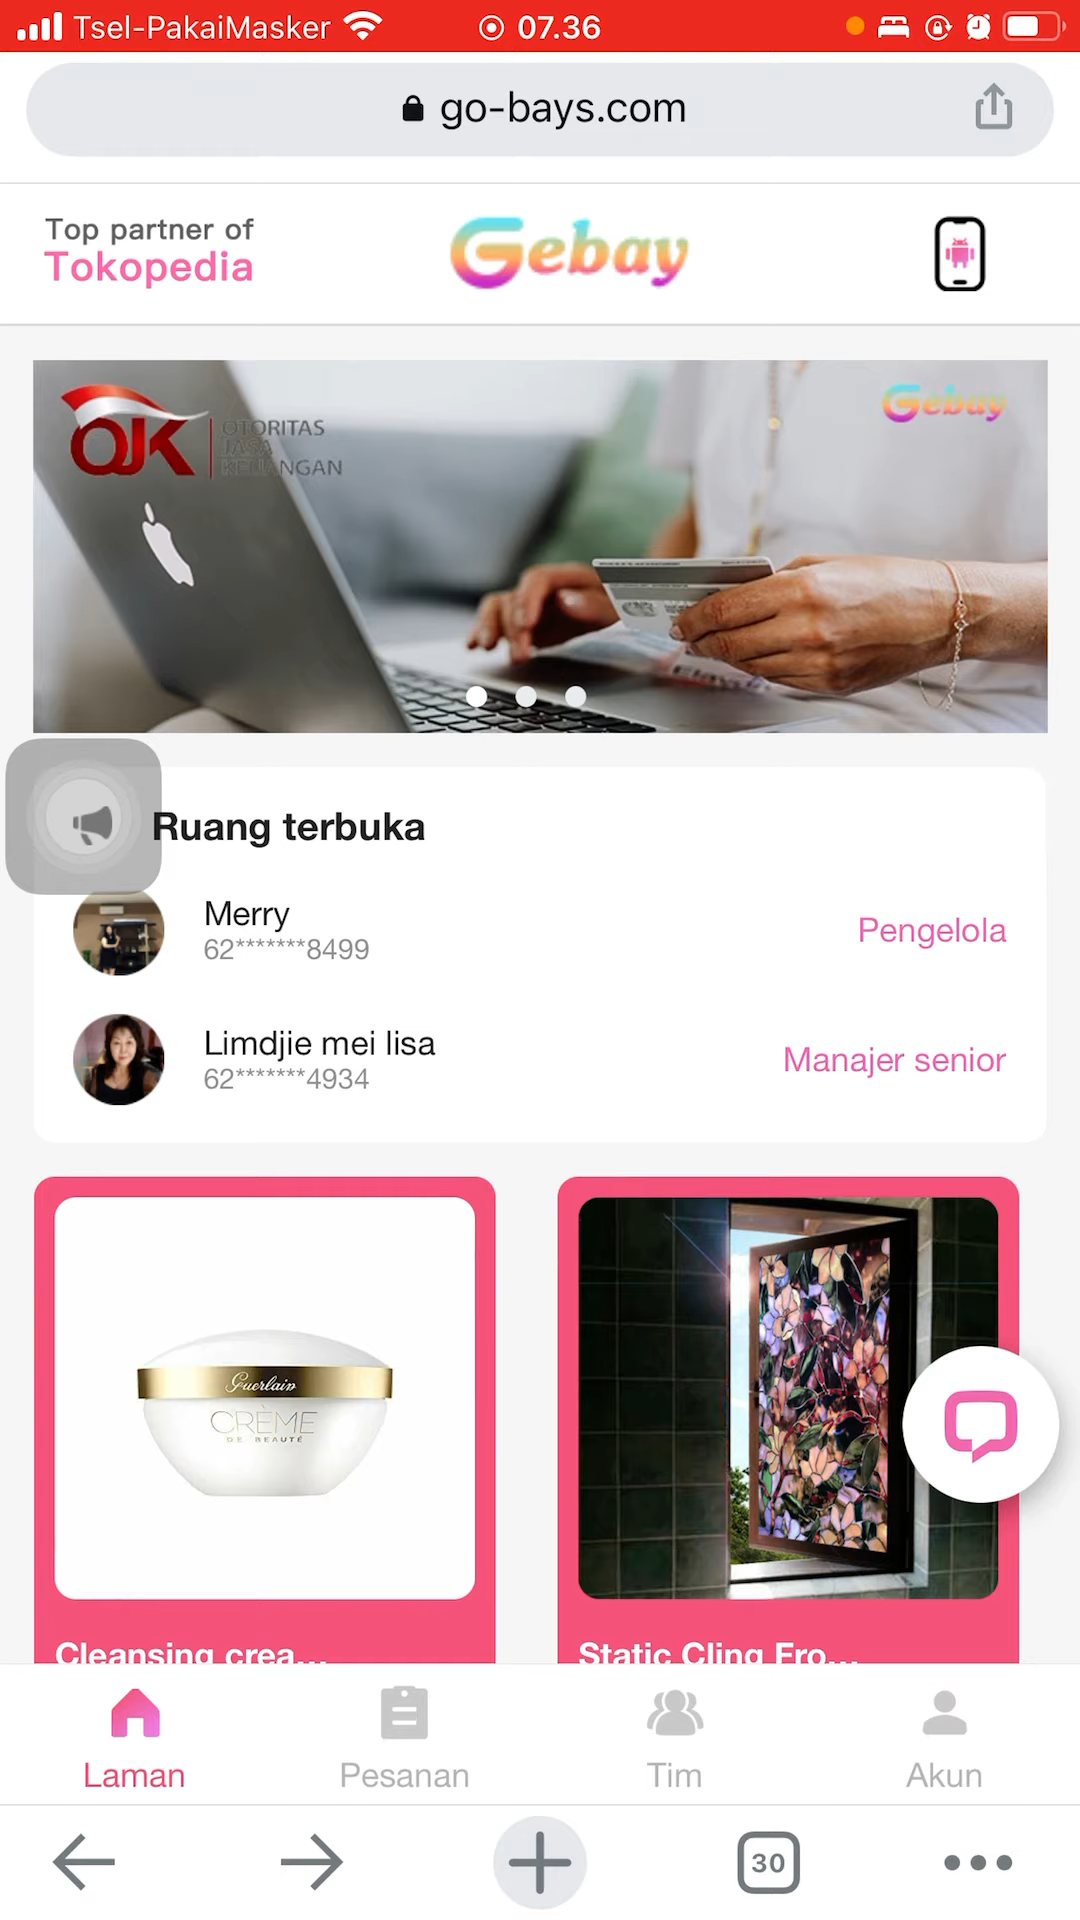 Tsel-PakaiMasker
07.36
go-bays.com
Top partner of
Tokopedia
Gebay
OJK
OTORITAS
JASA
KEUANGAN
Gebay
Ruang terbuka
Merry
62*******8499
Pengelola
Limdjie mei lisa
62*******4934
Manajer senior
Guerlain
CRÈME
DE BEAUTÉ
Cleansing crea...
Static Cling Fro...
Laman
Pesanan
Tim
Akun
30